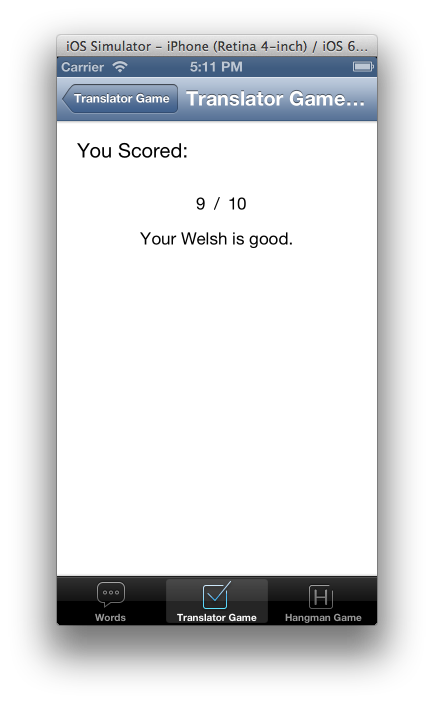 iOS Simulator – iPhone (Retina 4-inch) / iOS 6...
Carrier 5:11 PM
Translator Game Translator Game...
You Scored:
9 / 10
Your Welsh is good.
Words Translator Game Hangman Game